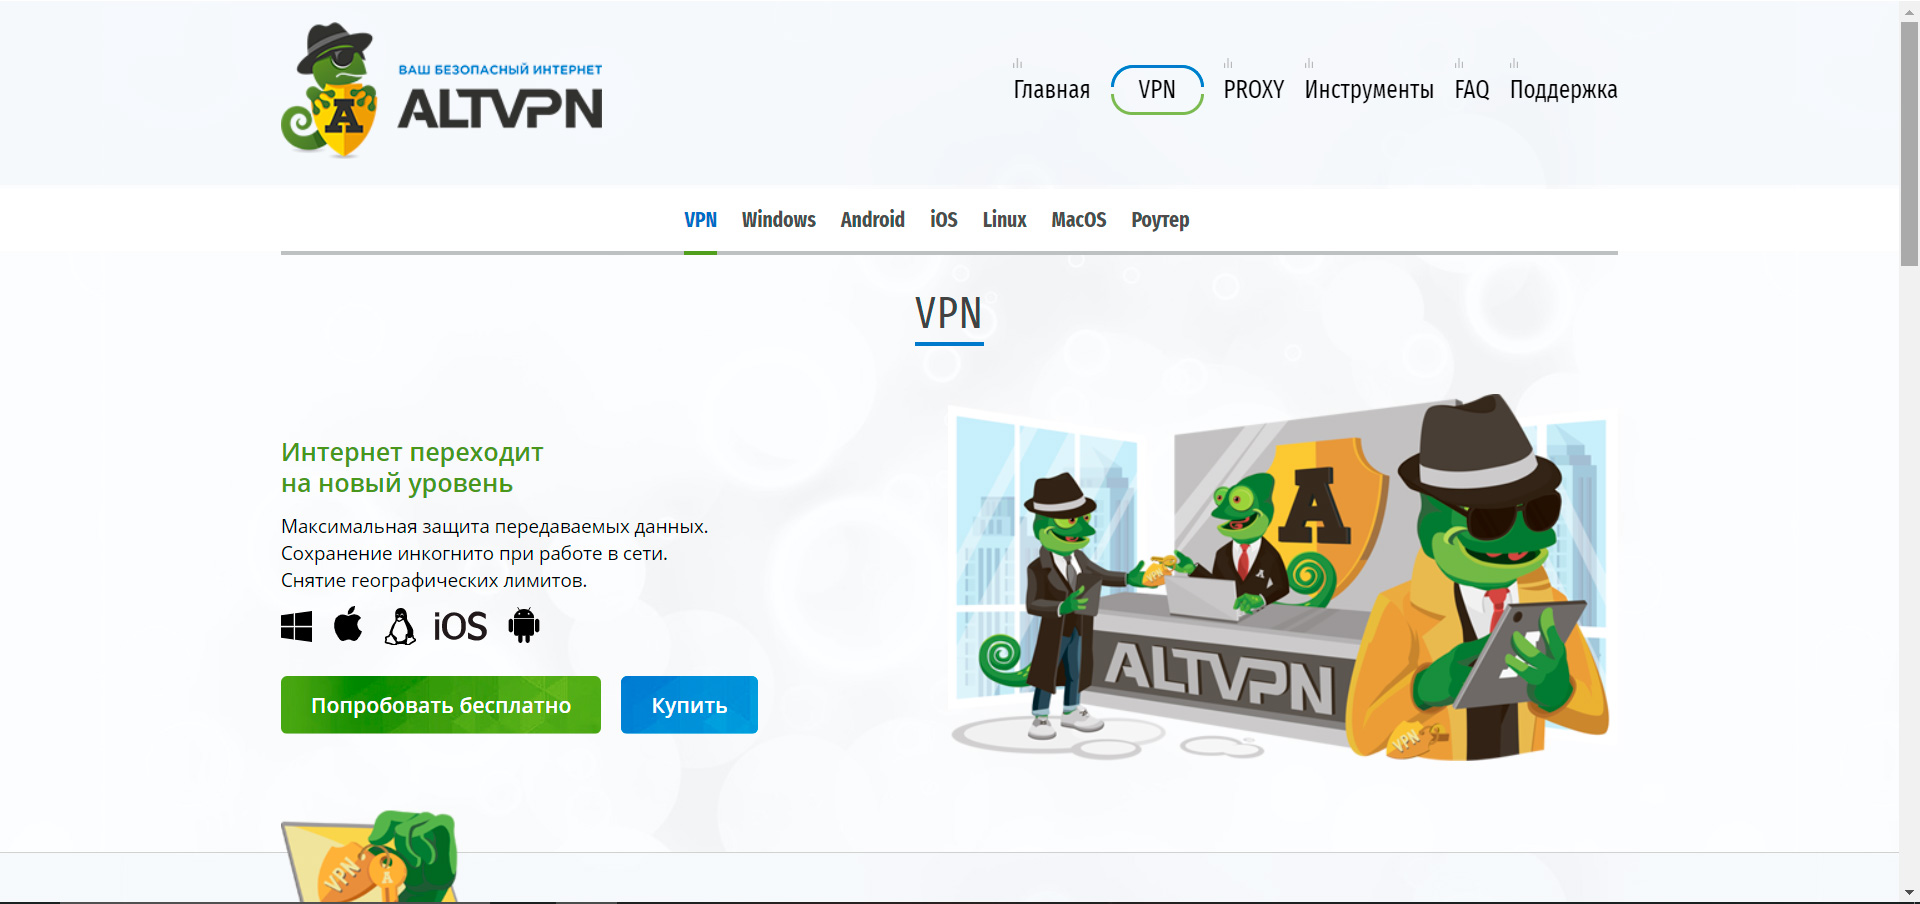 ВАШ БЕЗОПАСНЫЙ ИНТЕРНЕТ
ALTVPN
Главная
VPN
PROXY
Инструменты
FAQ
Поддержка
VPN
Windows
Android
iOS
Linux
MacOS
Роутер
VPN
Интернет переходит
на новый уровень
Максимальная защита передаваемых данных.
Сохранение инкогнито при работе в сети.
Снятие географических лимитов.
iOS
Попробовать бесплатно
Купить
A
A
VPN
A
ALTVPN
VPN
VPN
A